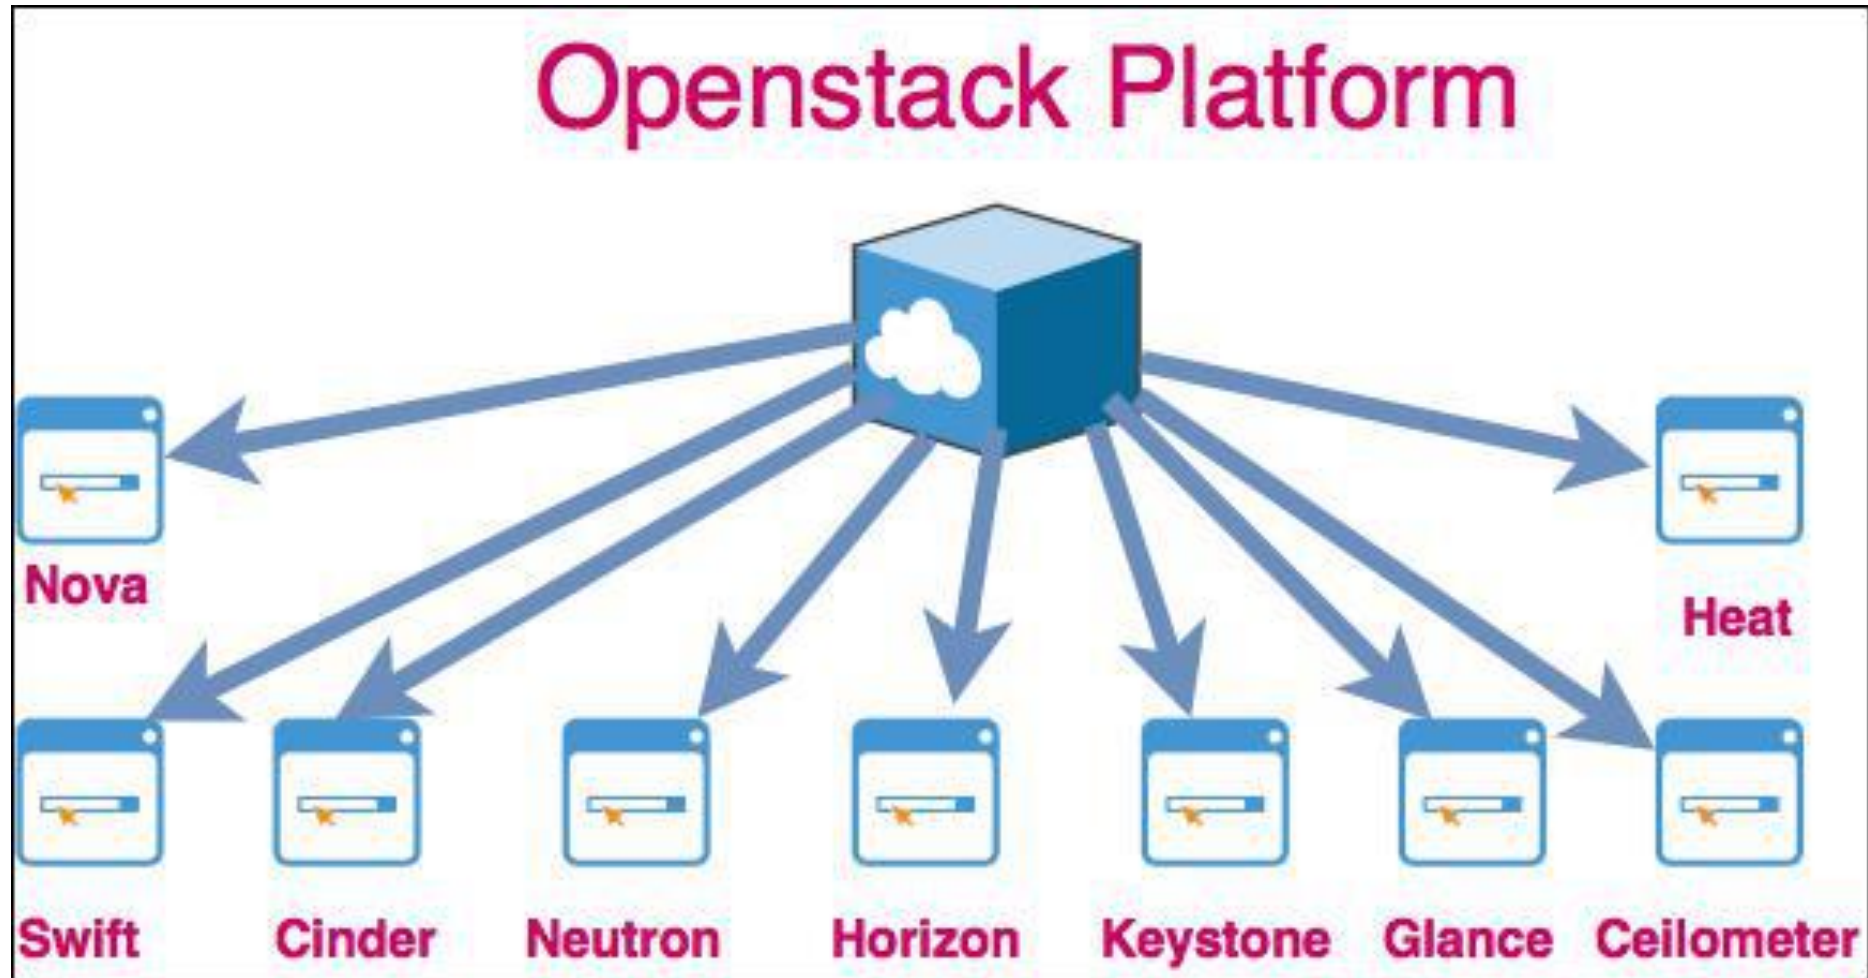 Openstack Platform
Nova
Heat
Swift
Cinder
Neutron
Horizon
Keystone
Glance
Ceilometer